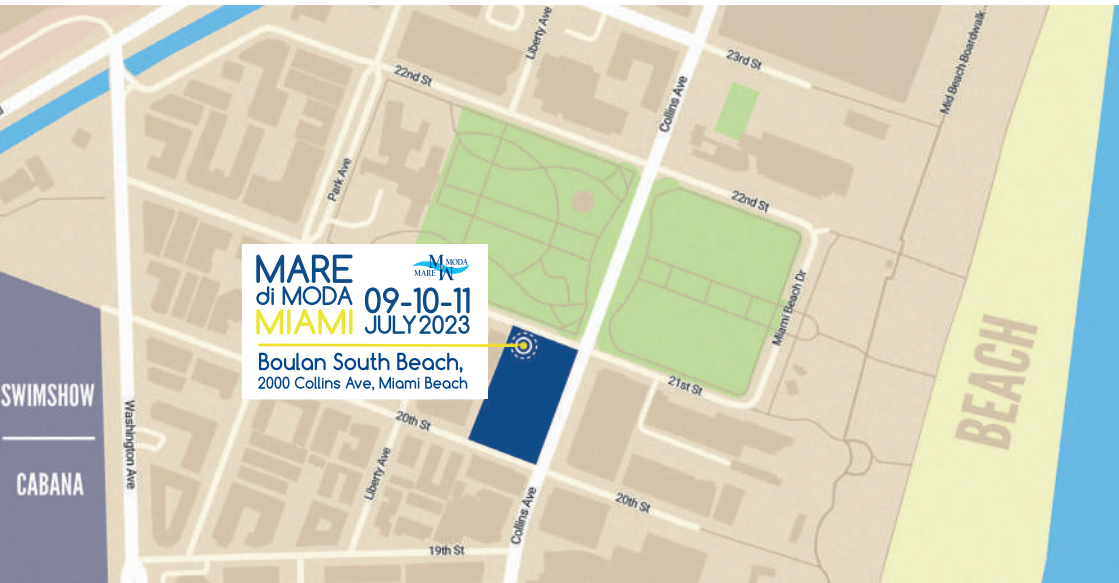 Liberty Ave
Mid Beach Boardwalk
23rd St
22nd St
Collins Ave
Park Ave
22nd St
MARE
di MODA
MIAMI
MODA
MARE
M
M
09-10-11
JULY 2023
Boulan South Beach,
2000 Collins Ave, Miami Beach
Miami Beach Dr
BEACH
21st St
SWIMSHOW
CABANA
Washington Ave
20th St
Liberty Ave
Collins Ave
20th St
19th St